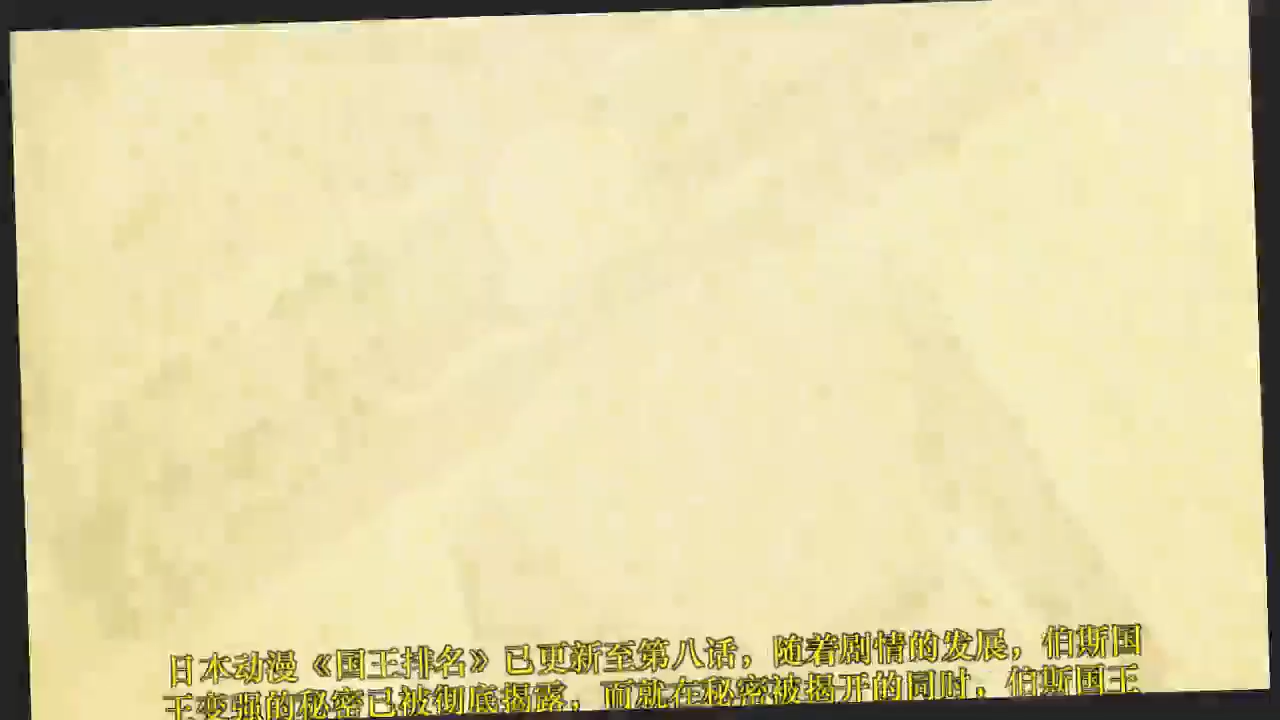 日本动漫《国王排名》已更新至第八话，随着剧情的发展，伯斯国
王变强的秘密已被彻底揭露，而就在秘密被揭开的同时，伯斯国王